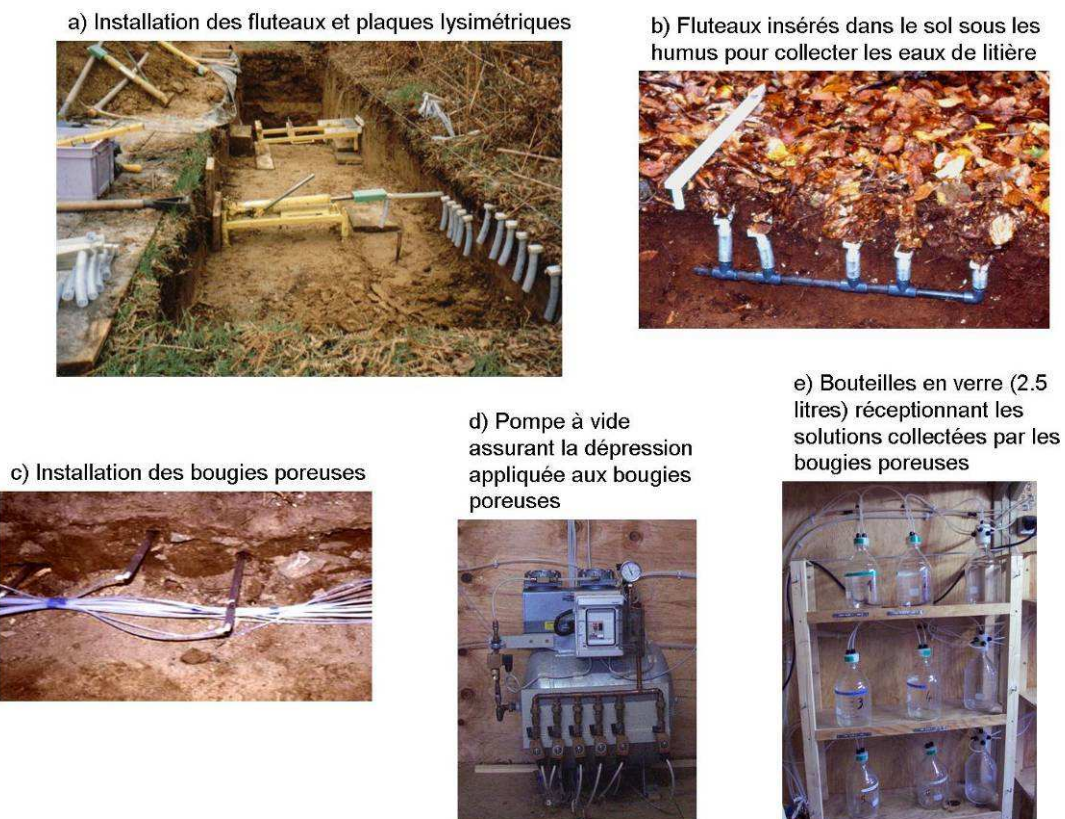 a) Installation des fluteaux et plaques lysimétriques
b) Fluteaux insérés dans le sol sous les
humus pour collecter les eaux de litière
c) Installation des bougies poreuses
d) Pompe à vide
assurant la dépression
appliquée aux bougies
poreuses
e) Bouteilles en verre (2.5
litres) réceptionnant les
solutions collectées par les
bougies poreuses
3
4